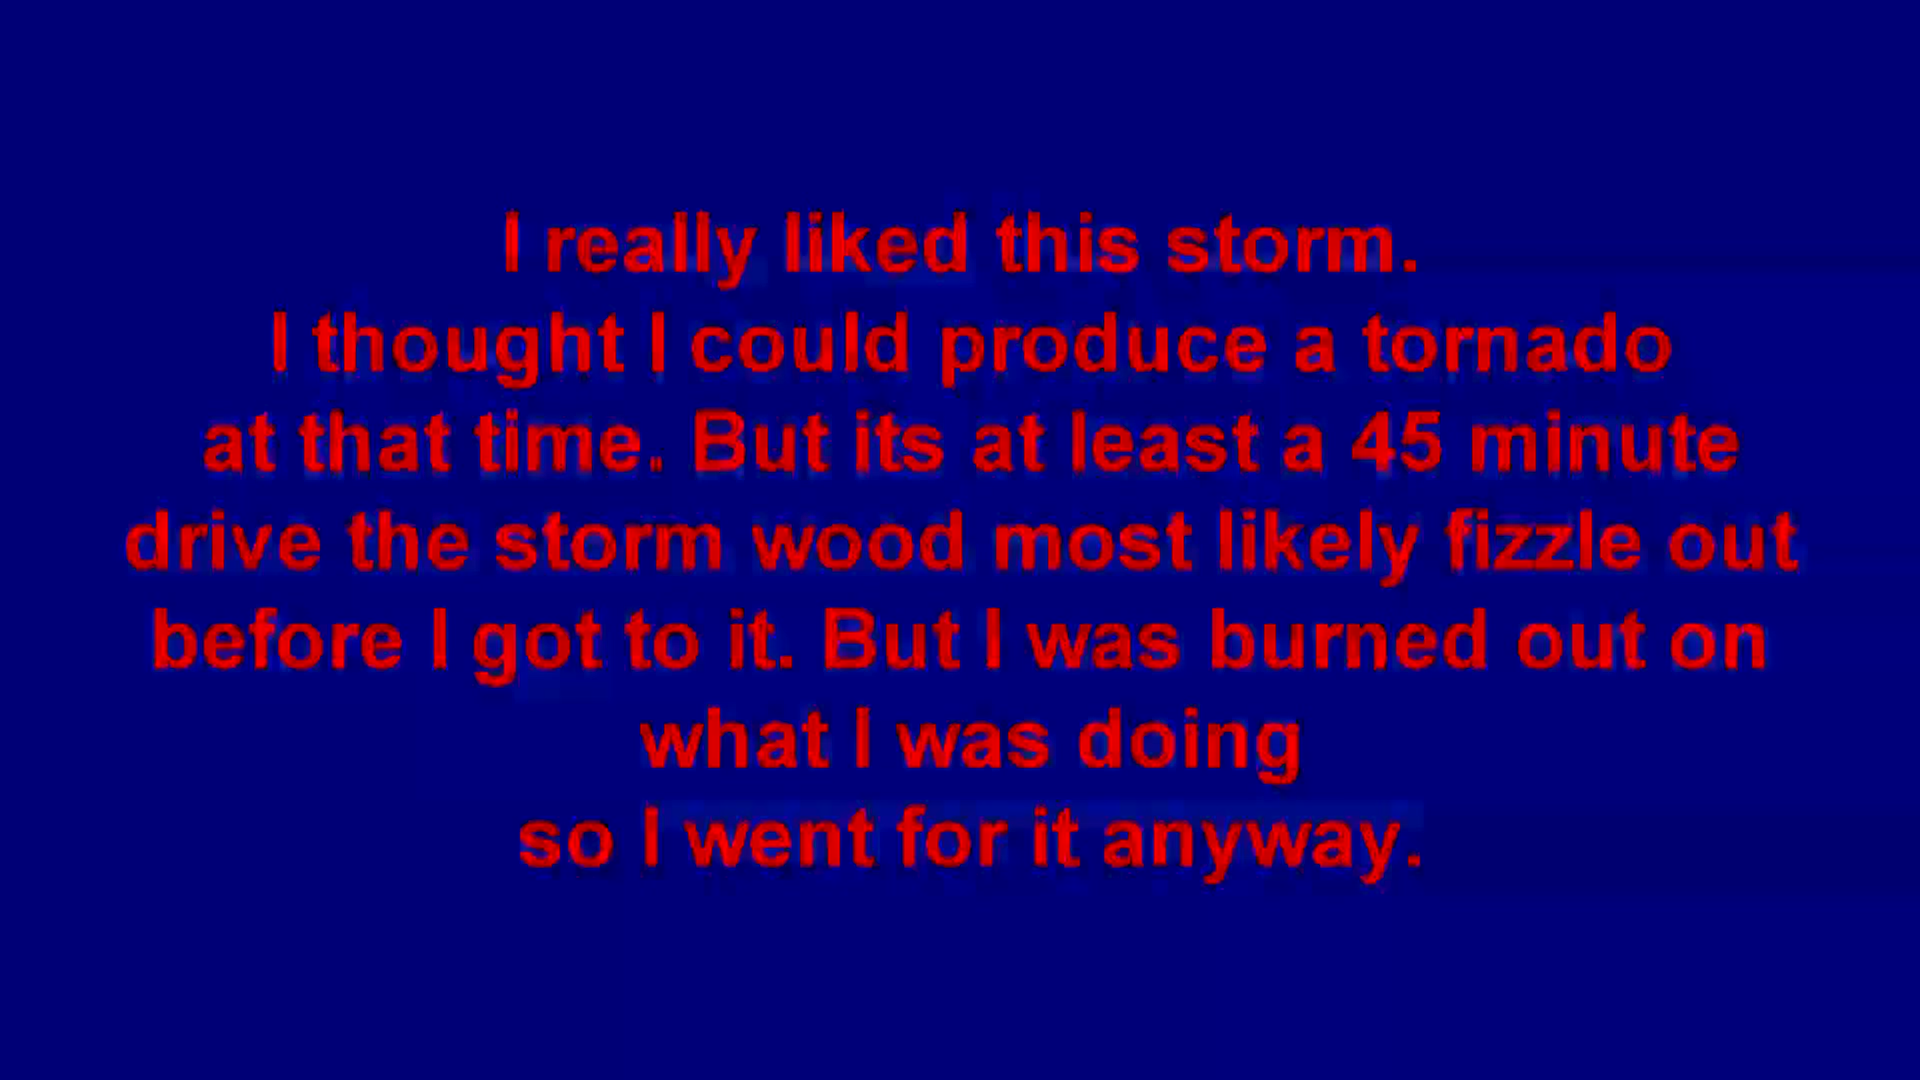 I really liked this storm.
I thought I could produce a tornado
at that time. But its at least a 45 minute
drive the storm wood most likely fizzle out
before I got to it. But I was burned out on
what I was doing
so I went for it anyway.